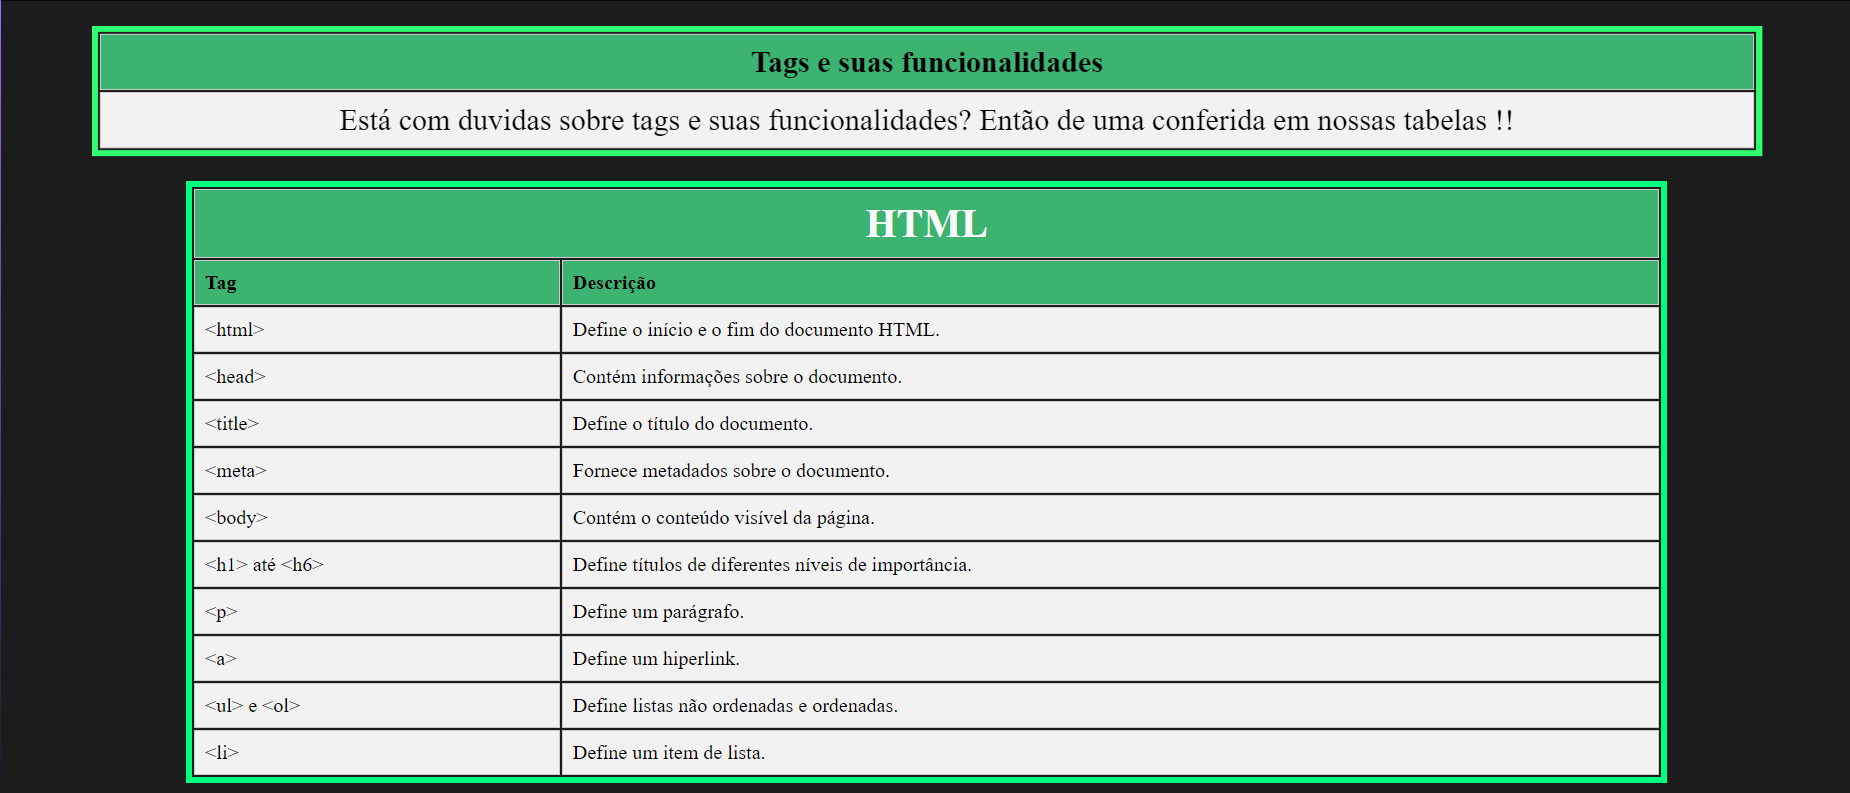 Tags e suas funcionalidades
Está com duvidas sobre tags e suas funcionalidades? Então de uma conferida em nossas tabelas !!
HTML
Tag Descrição
<html> Define o início e o fim do documento HTML.
<head> Contém informações sobre o documento.
<title> Define o título do documento.
<meta> Fornece metadados sobre o documento.
<body> Contém o conteúdo visível da página.
<h1> até <h6> Define títulos de diferentes níveis de importância.
<p> Define um parágrafo.
<a> Define um hiperlink.
<ul> e <ol> Define listas não ordenadas e ordenadas.
<li> Define um item de lista.